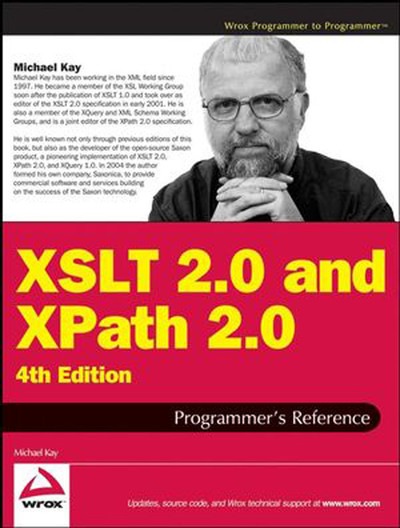 Wrox Programmer to Programmer™
Michael Kay
Michael Kay has been working in the XML field since
1997. He became a member of the XSL Working Group
soon after the publication of XSLT 1.0 and took over as
editor of the XSLT 2.0 specification in early 2001. He is
also a member of the XQuery and XML Schema Working
Groups, and is a joint editor of the XPath 2.0 specification.
He is well known not only through previous editions of this
book, but also as the developer of the open-source Saxon
product, a pioneering implementation of XSLT 2.0,
XPath 2.0, and XQuery 1.0. In 2004 the author
formed his own company, Saxonica, to provide
commercial software and services building
on the success of the Saxon technology.
XSLT 2.0 and
XPath 2.0
4th Edition
Programmer's Reference
Michael Kay
wrox™
Updates, source code, and Wrox technical support at www.wrox.com